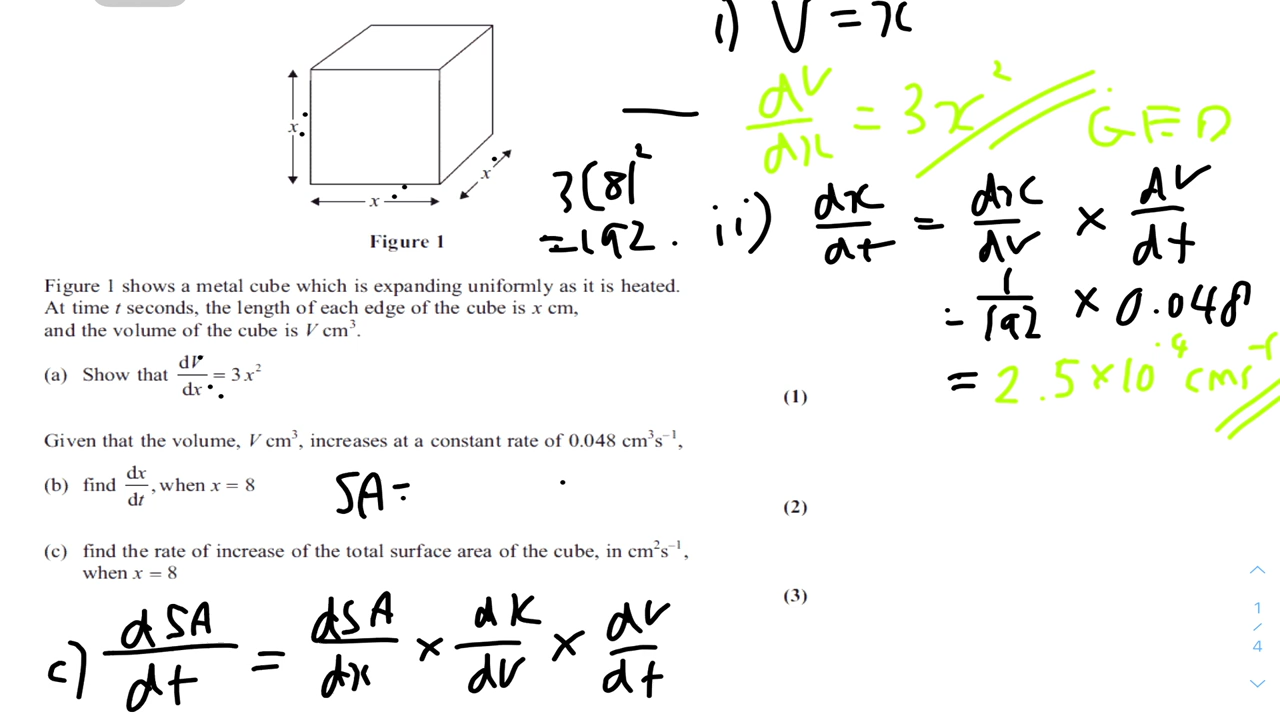 i) V = x
dV/dx = 3x² GED
x
x
x
Figure 1
3(8)²
=192.
ii) dx/dt = dx/dV × dV/dt
= 1/192 × 0.048
= 2.5×10⁻⁴ cms⁻¹
Figure 1 shows a metal cube which is expanding uniformly as it is heated.
At time t seconds, the length of each edge of the cube is x cm,
and the volume of the cube is V cm³.
(a) Show that dV/dx = 3x²
(1)
Given that the volume, V cm³, increases at a constant rate of 0.048 cm³s⁻¹,
(b) find dx/dt, when x = 8
(2)
SA=
(c) find the rate of increase of the total surface area of the cube, in cm²s⁻¹,
when x = 8
(3)
c) dSA/dt = dSA/dx × dx/dV × dV/dt
1
/
4